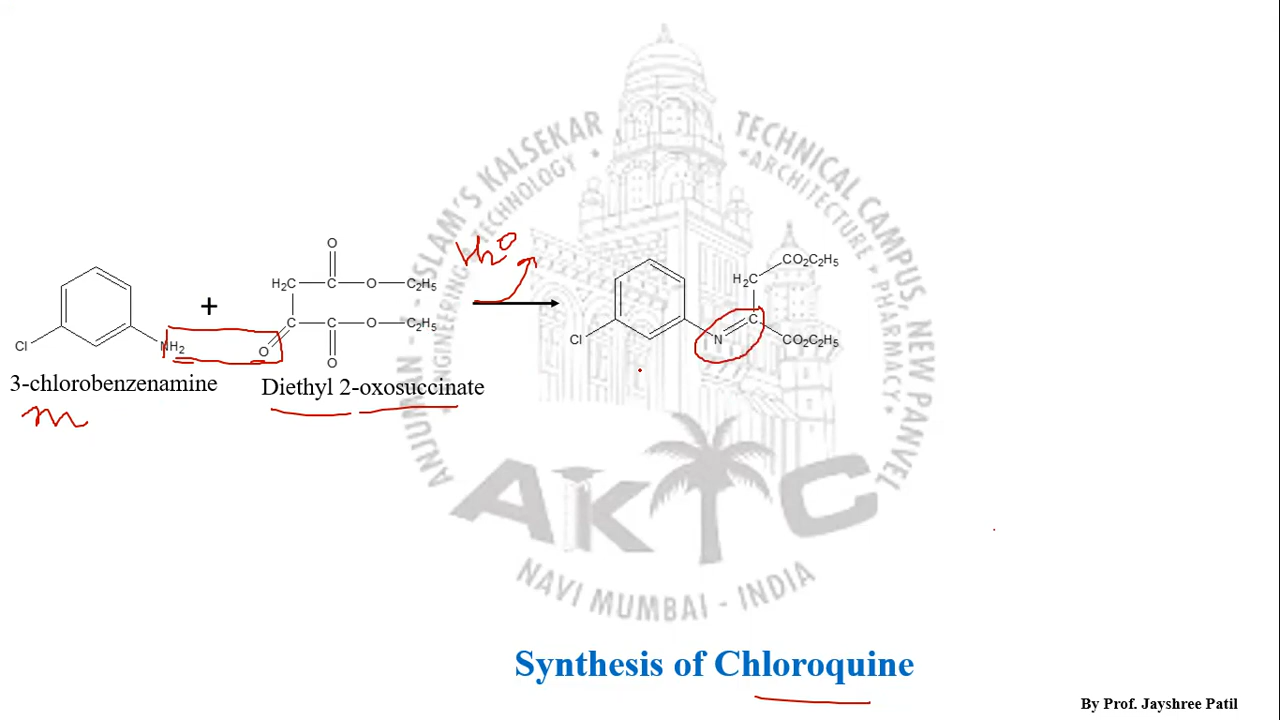 ANJUMAN - I - ISLAM'S KALSEKAR TECHNICAL CAMPUS, NEW PANVEL
• ENGINEERING & TECHNOLOGY • • ARCHITECTURE • PHARMACY •
H2O
O
H2C C O C2H5
C C O C2H5
O O
Cl NH2
+
CO2C2H5
H2C
C CO2C2H5
N
Cl
3-chlorobenzenamine
Diethyl 2-oxosuccinate
m
AKTC
NAVI MUMBAI - INDIA
Synthesis of Chloroquine
By Prof. Jayshree Patil